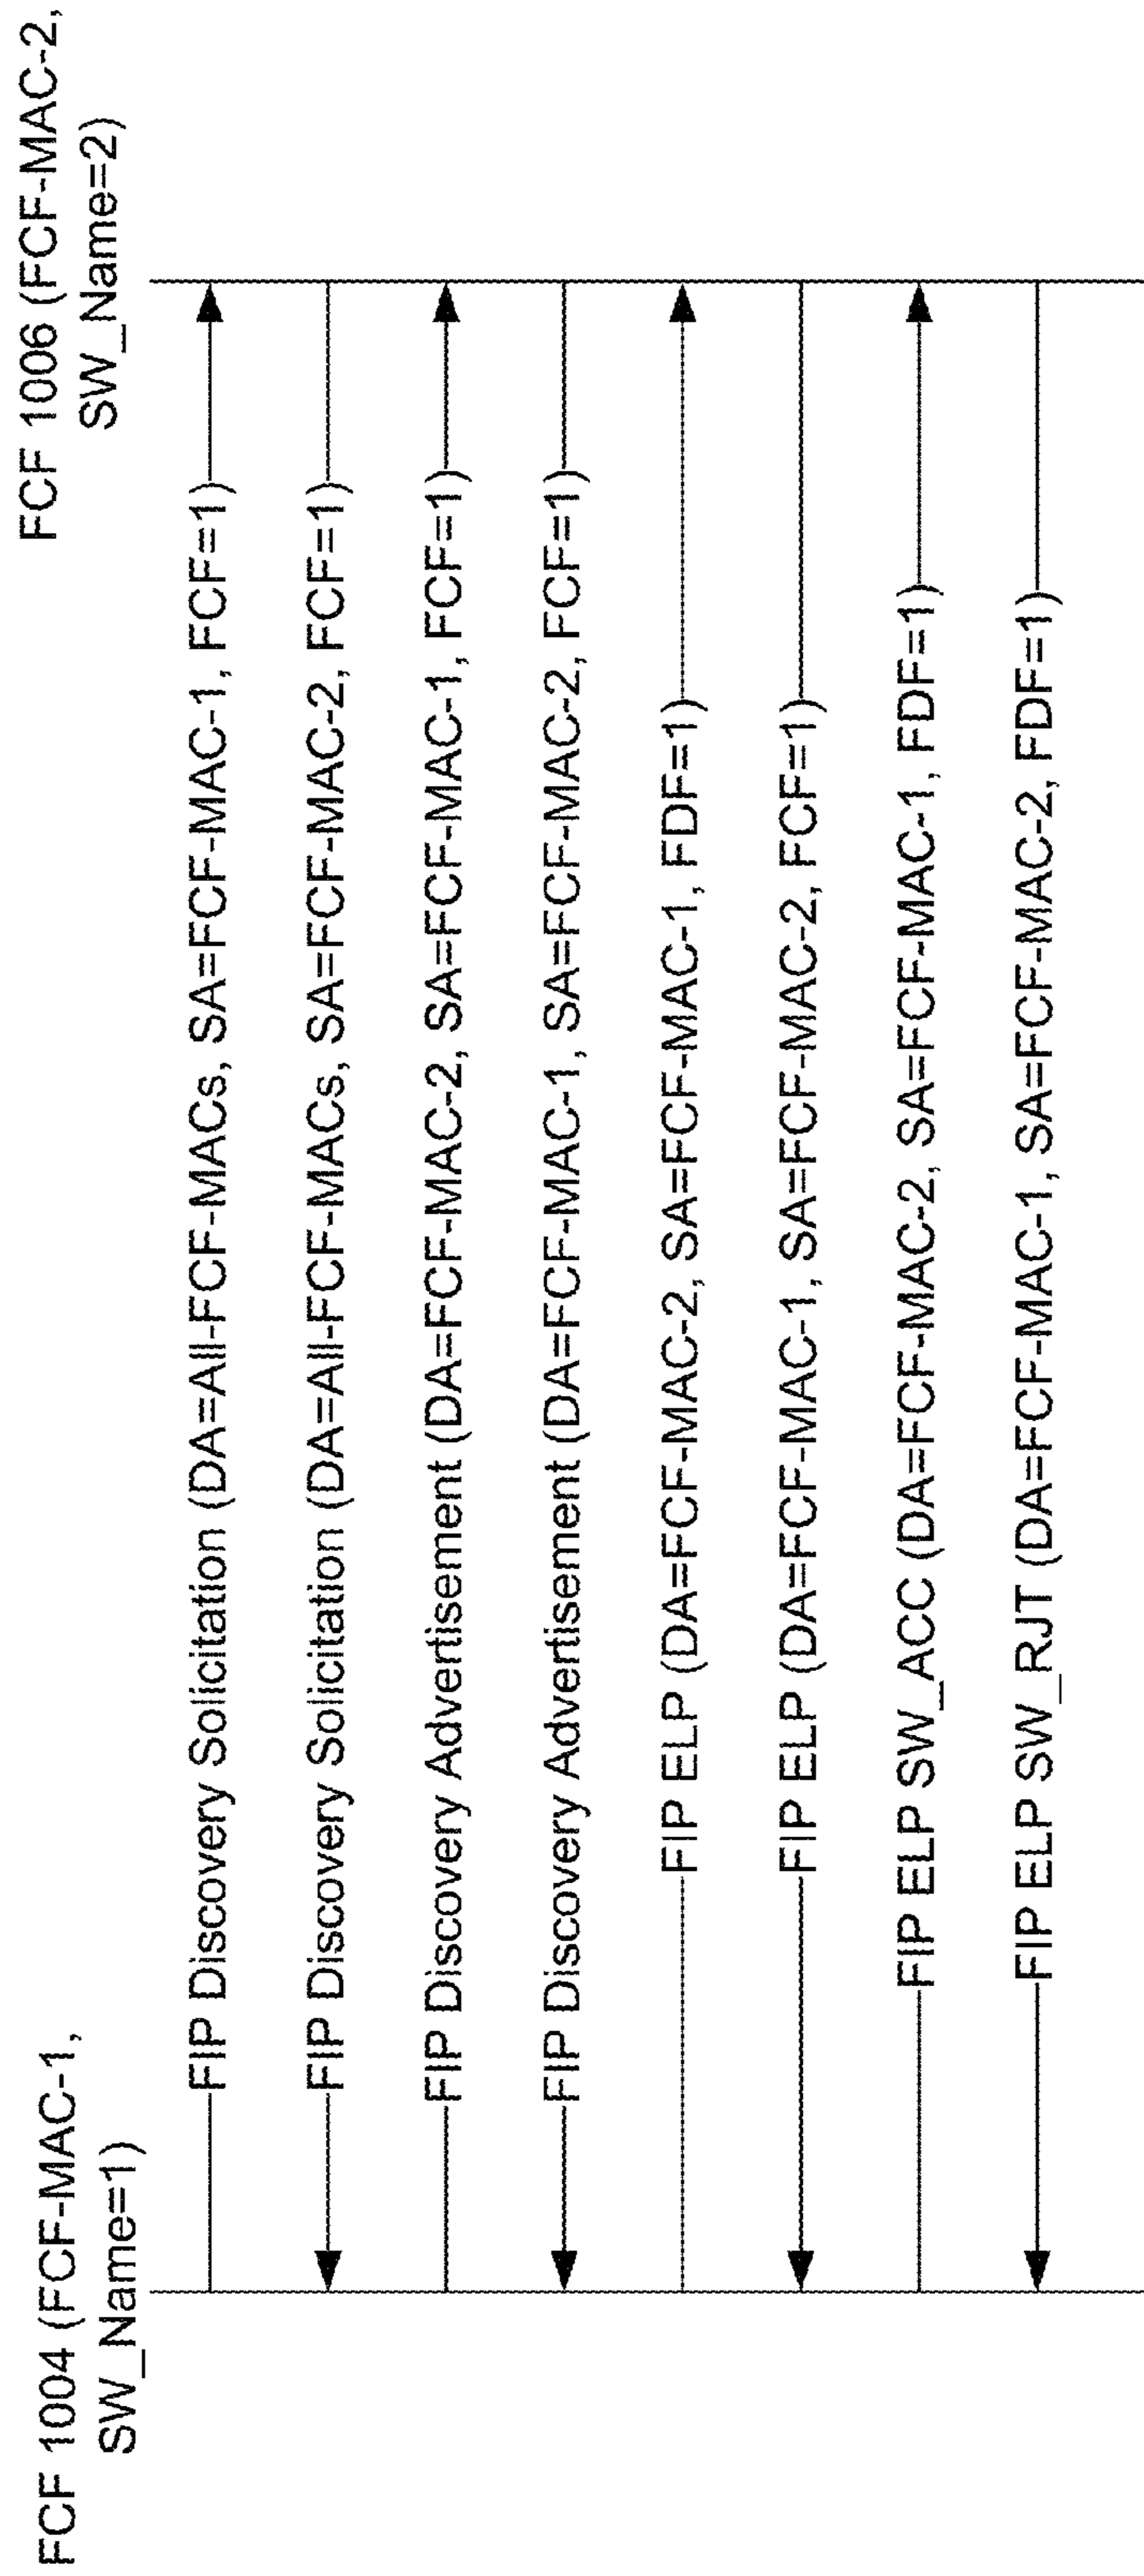 FCF 1004 (FCF-MAC-1,
SW_Name=1)
FCF 1006 (FCF-MAC-2,
SW_Name=2)
FIP Discovery Solicitation (DA=All-FCF-MACs, SA=FCF-MAC-1, FCF=1)
FIP Discovery Solicitation (DA=All-FCF-MACs, SA=FCF-MAC-2, FCF=1)
FIP Discovery Advertisement (DA=FCF-MAC-2, SA=FCF-MAC-1, FCF=1)
FIP Discovery Advertisement (DA=FCF-MAC-1, SA=FCF-MAC-2, FCF=1)
FIP ELP (DA=FCF-MAC-2, SA=FCF-MAC-1, FDF=1)
FIP ELP (DA=FCF-MAC-1, SA=FCF-MAC-2, FCF=1)
FIP ELP SW_ACC (DA=FCF-MAC-2, SA=FCF-MAC-1, FDF=1)
FIP ELP SW_RJT (DA=FCF-MAC-1, SA=FCF-MAC-2, FDF=1)